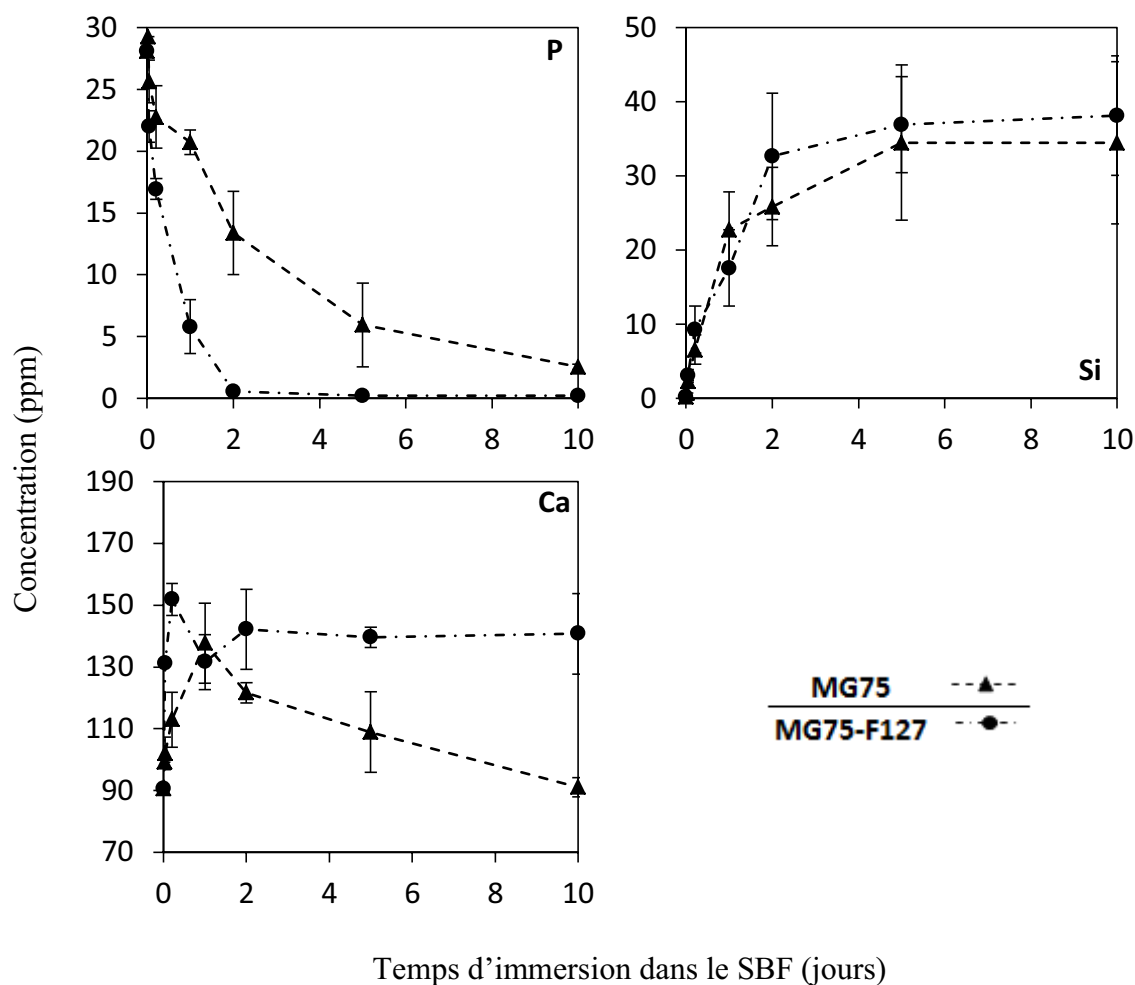 Concentration (ppm)
P
30
25
20
15
10
5
0
0 2 4 6 8 10
Si
50
40
30
20
10
0
0 2 4 6 8 10
Ca
190
170
150
130
110
90
70
0 2 4 6 8 10
MG75
MG75-F127
Temps d’immersion dans le SBF (jours)